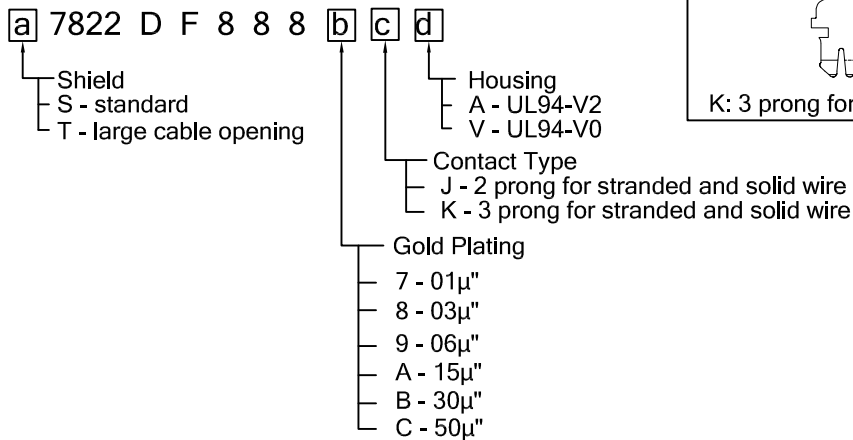 a 7822 D F 8 8 8 b c d
Shield
S - standard
T - large cable opening
Housing
A - UL94-V2
V - UL94-V0
K: 3 prong for
Contact Type
J - 2 prong for stranded and solid wire
K - 3 prong for stranded and solid wire
Gold Plating
7 - 01µ"
8 - 03µ"
9 - 06µ"
A - 15µ"
B - 30µ"
C - 50µ"